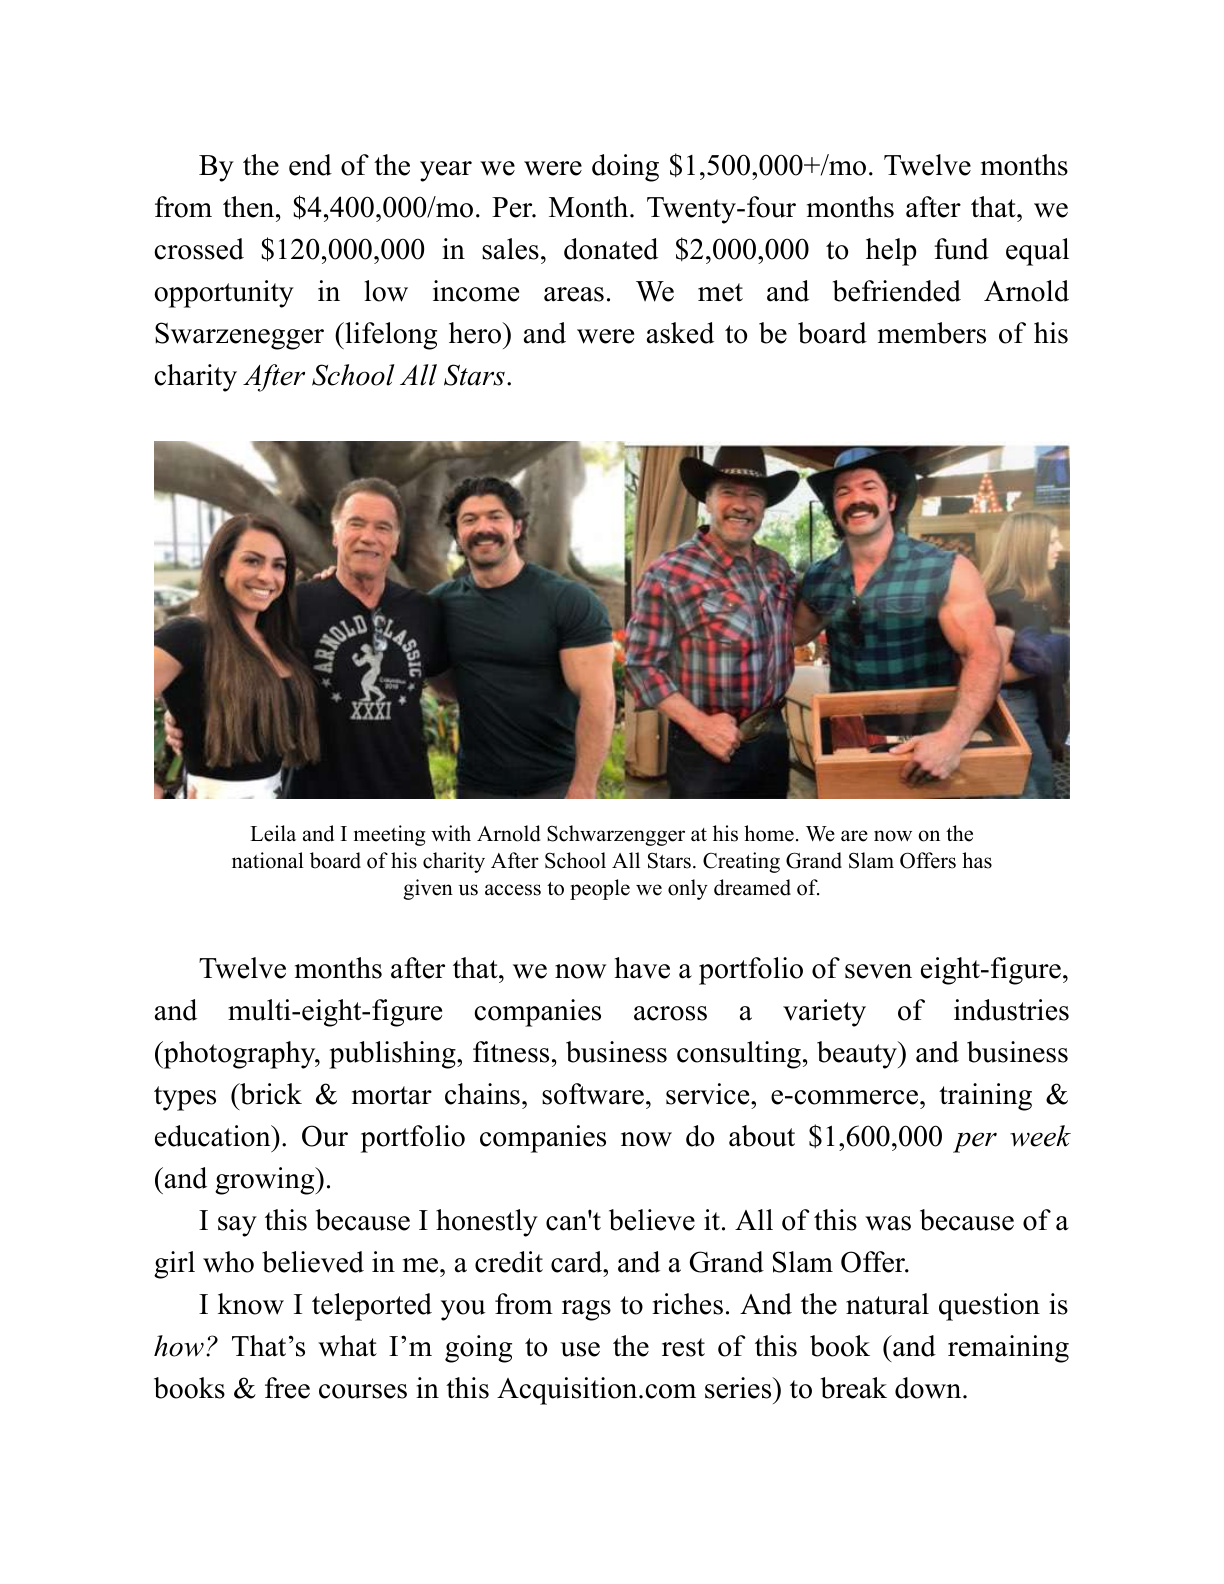 By the end of the year we were doing $1,500,000+/mo. Twelve months
from then, $4,400,000/mo. Per. Month. Twenty-four months after that, we
crossed $120,000,000 in sales, donated $2,000,000 to help fund equal
opportunity in low income areas. We met and befriended Arnold
Swarzenegger (lifelong hero) and were asked to be board members of his
charity After School All Stars.
ARNOLD CLASSIC
Columbus
2019
XXXI
Leila and I meeting with Arnold Schwarzengger at his home. We are now on the
national board of his charity After School All Stars. Creating Grand Slam Offers has
given us access to people we only dreamed of.
Twelve months after that, we now have a portfolio of seven eight-figure,
and multi-eight-figure companies across a variety of industries
(photography, publishing, fitness, business consulting, beauty) and business
types (brick & mortar chains, software, service, e-commerce, training &
education). Our portfolio companies now do about $1,600,000 per week
(and growing).
I say this because I honestly can't believe it. All of this was because of a
girl who believed in me, a credit card, and a Grand Slam Offer.
I know I teleported you from rags to riches. And the natural question is
how? That’s what I’m going to use the rest of this book (and remaining
books & free courses in this Acquisition.com series) to break down.